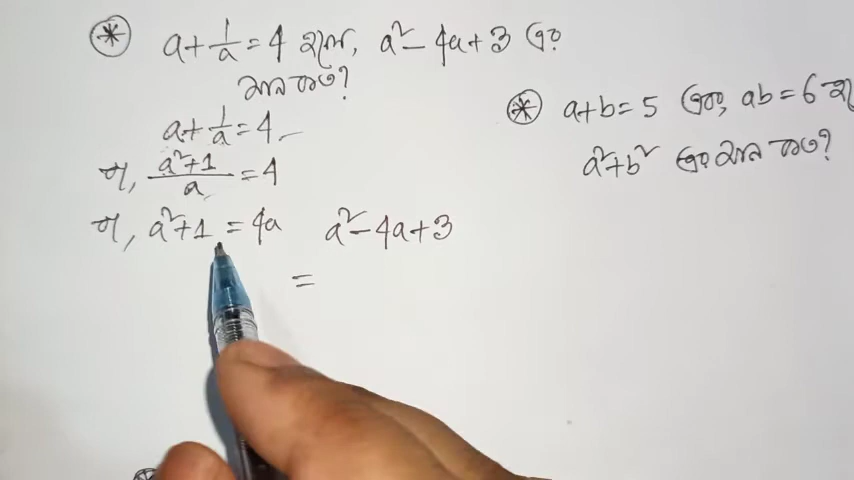 * a + 1/a = 4 হলে, a² - 4a + 3 এর
মান কত?
a + 1/a = 4
বা, (a² + 1)/a = 4
বা, a² + 1 = 4a
a² - 4a + 3
=
* a + b = 5 এবং, ab = 6
a² + b² এর মান কত?